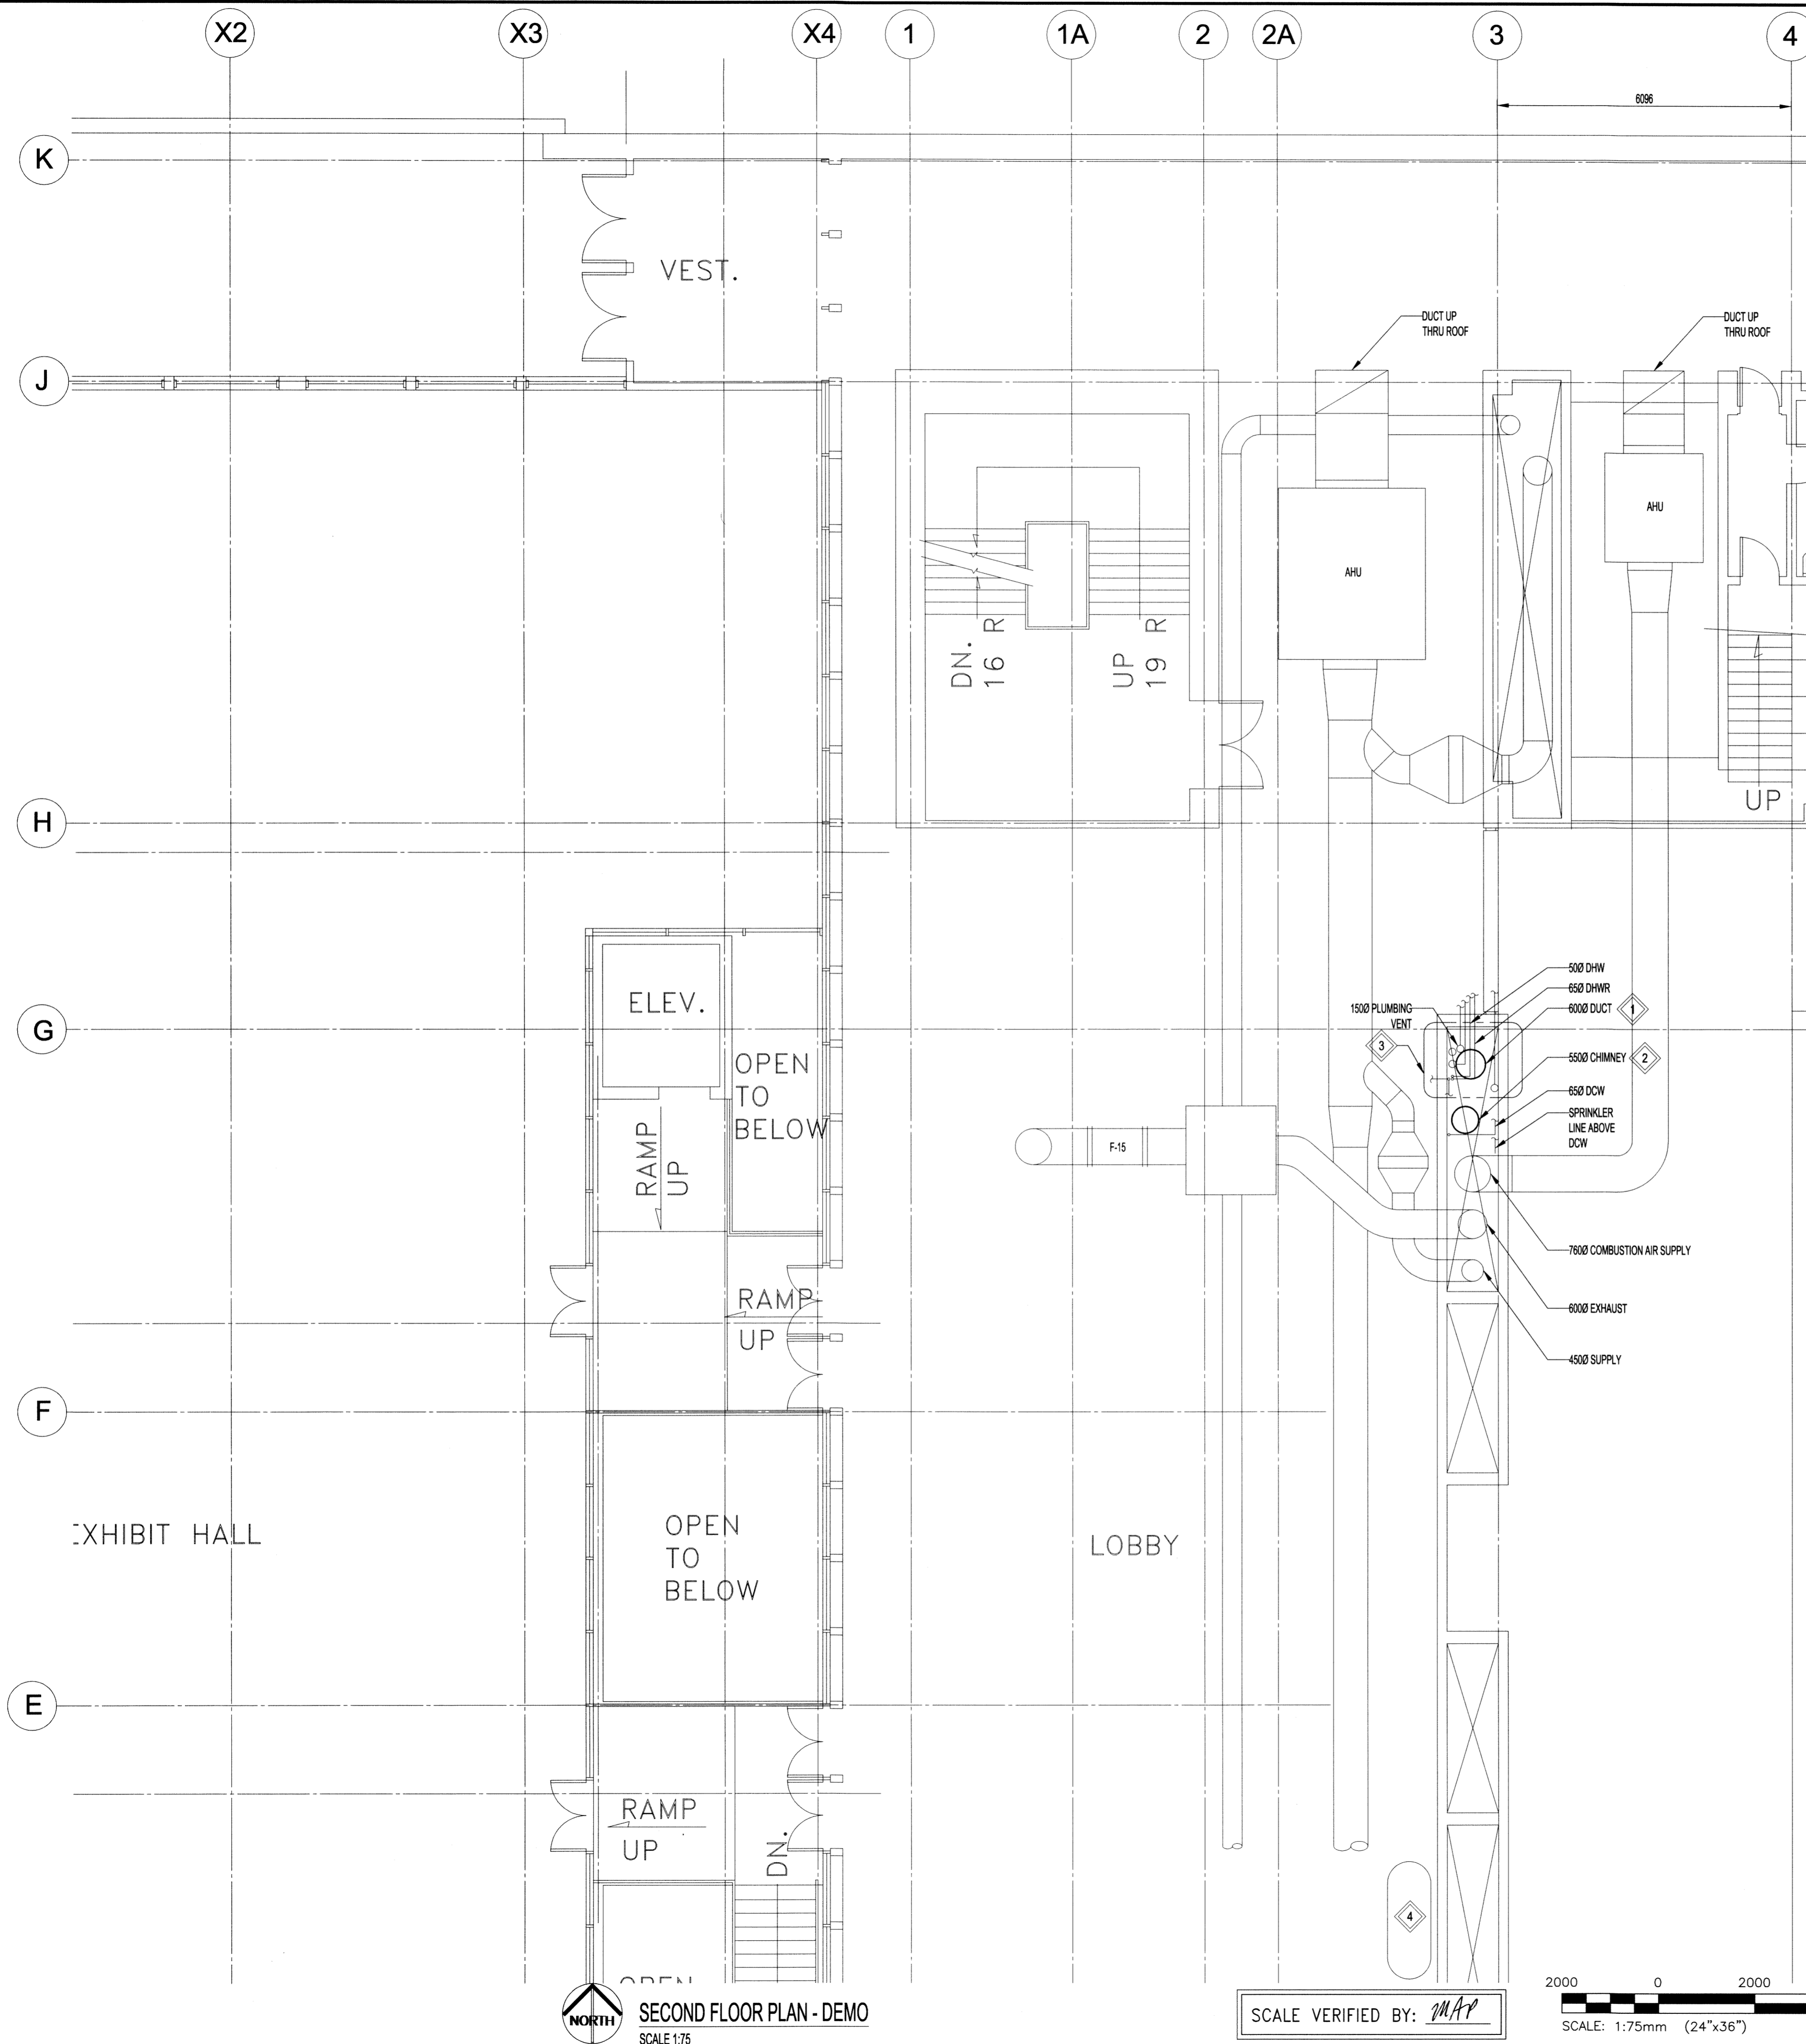 X2
X3
X4
1
1A
2
2A
3
4
6096
K
VEST.
DUCT UP
THRU ROOF
DUCT UP
THRU ROOF
J
AHU
AHU
DN.
16 R
UP
19 R
UP
H
ELEV.
50Ø DHW
65Ø DHWR
600Ø DUCT
1
150Ø PLUMBING
VENT
G
3
OPEN
TO
BELOW
550Ø CHIMNEY
2
65Ø DCW
SPRINKLER
LINE ABOVE
DCW
RAMP
UP
F-15
760Ø COMBUSTION AIR SUPPLY
RAMP
UP
600Ø EXHAUST
450Ø SUPPLY
F
EXHIBIT HALL
OPEN
TO
BELOW
LOBBY
E
RAMP
UP
DN.
4
OPEN
NORTH
SECOND FLOOR PLAN - DEMO
SCALE 1:75
SCALE VERIFIED BY: MAP
2000
0
2000
SCALE: 1:75mm (24"x36")